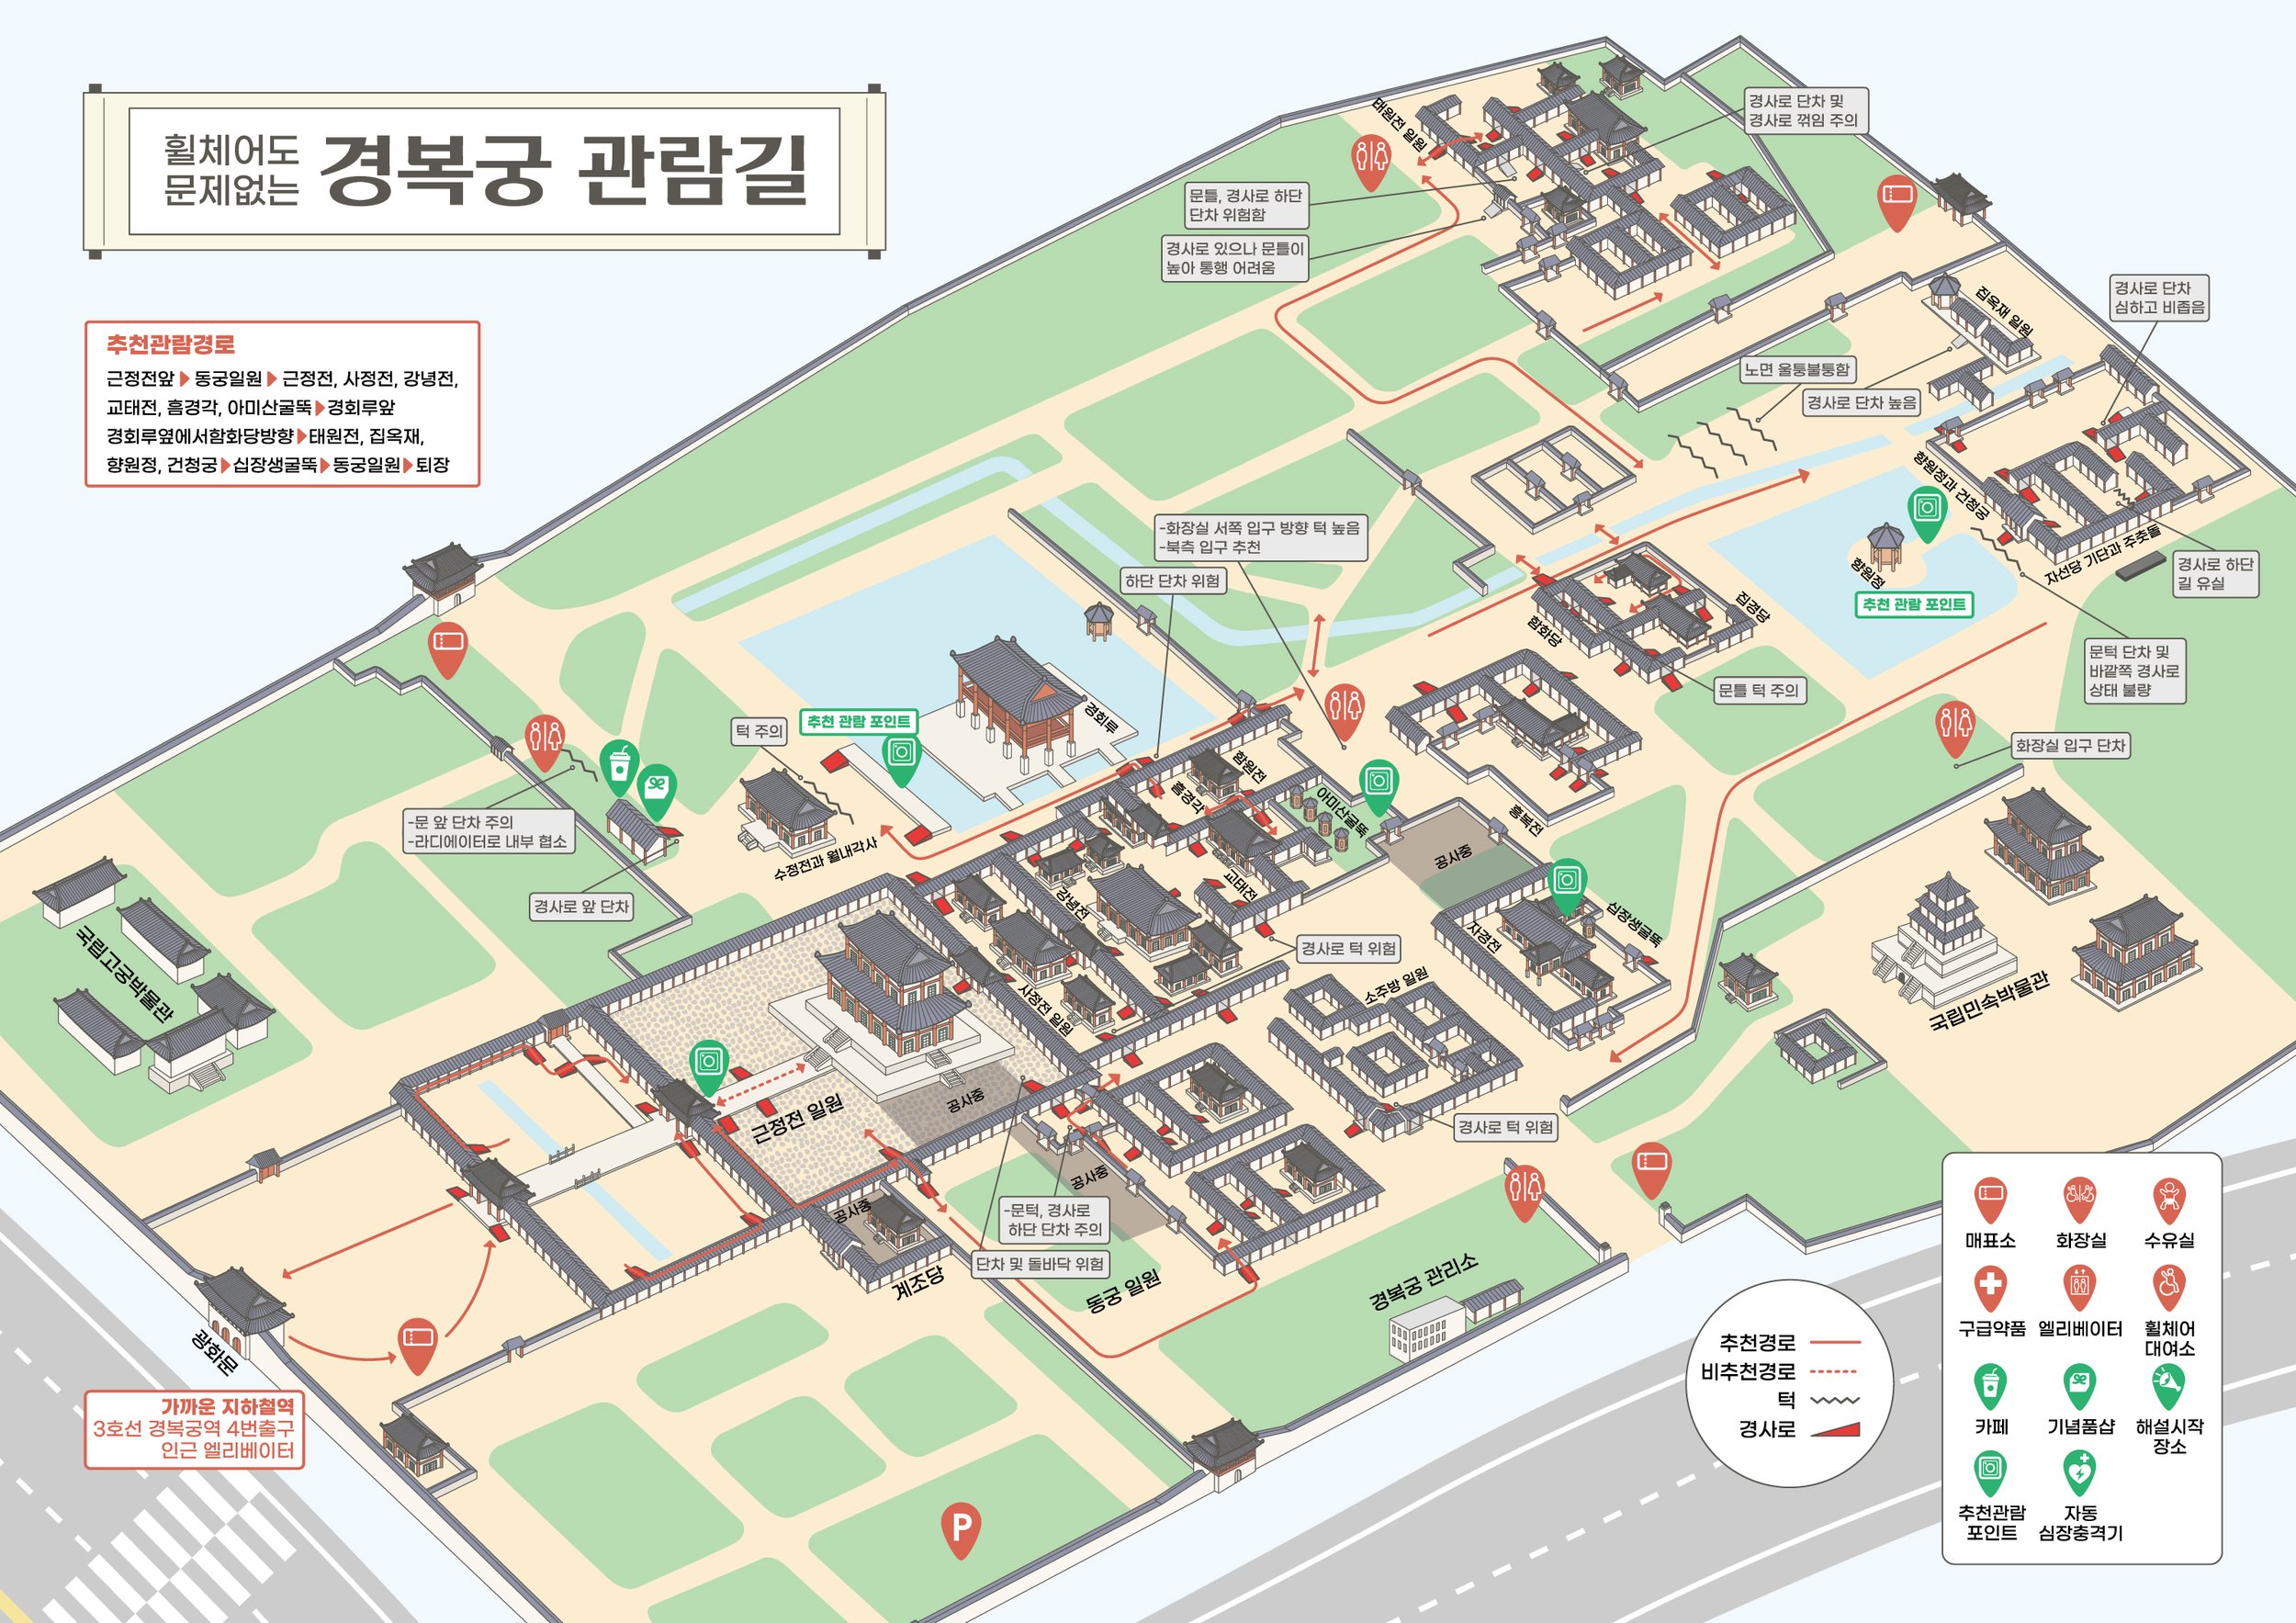 휠체어도
문제없는
경복궁 관람길
추천관람경로
근정전앞 ▶ 동궁일원 ▶ 근정전, 사정전, 강녕전,
교태전, 흠경각, 아미산굴뚝 ▶ 경회루앞
경회루옆에서함화당방향 ▶ 태원전, 집옥재,
향원정, 건청궁 ▶ 십장생굴뚝 ▶ 동궁일원 ▶ 퇴장
태원전 일원
경사로 단차 및
경사로 꺾임 주의
문틀, 경사로 하단
단차 위험함
경사로 있으나 문틀이
높아 통행 어려움
집옥재 일원
경사로 단차
심하고 비좁음
노면 울퉁불퉁함
경사로 단차 높음
향원정과 건청궁
향원정
추천 관람 포인트
자선당 기단과 주춧돌
경사로 하단
길 유실
문턱 단차 및
바깥쪽 경사로
상태 불량
-화장실 서쪽 입구 방향 턱 높음
-북측 입구 추천
하단 단차 위험
집경당
함화당
문틀 턱 주의
화장실 입구 단차
턱 주의
추천 관람 포인트
경회루
함원전
흠경각
아미산굴뚝
흥복전
공사중
-문 앞 단차 주의
-라디에이터로 내부 협소
경사로 앞 단차
수정전과 궐내각사
강녕전
교태전
경사로 턱 위험
자경전
십장생굴뚝
국립고궁박물관
사정전 일원
소주방 일원
국립민속박물관
근정전 일원
공사중
경사로 턱 위험
공사중
-문턱, 경사로
하단 단차 주의
단차 및 돌바닥 위험
공사중
계조당
동궁 일원
경복궁 관리소
광화문
가까운 지하철역
3호선 경복궁역 4번출구
인근 엘리베이터
P
추천경로
비추천경로
턱
경사로
매표소
화장실
수유실
구급약품
엘리베이터
휠체어
대여소
카페
기념품샵
해설시작
장소
추천관람
포인트
자동
심장충격기